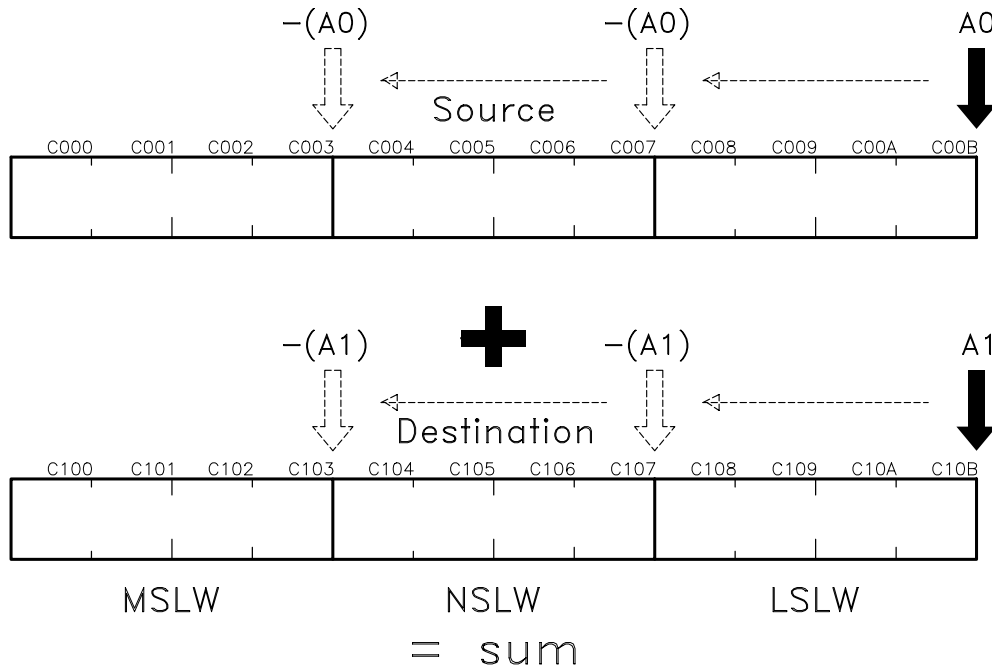 -(A0) -(A0) A0
Source
C000 C001 C002 C003 C004 C005 C006 C007 C008 C009 C00A C00B
+
-(A1) -(A1) A1
Destination
C100 C101 C102 C103 C104 C105 C106 C107 C108 C109 C10A C10B
MSLW NSLW LSLW
= sum